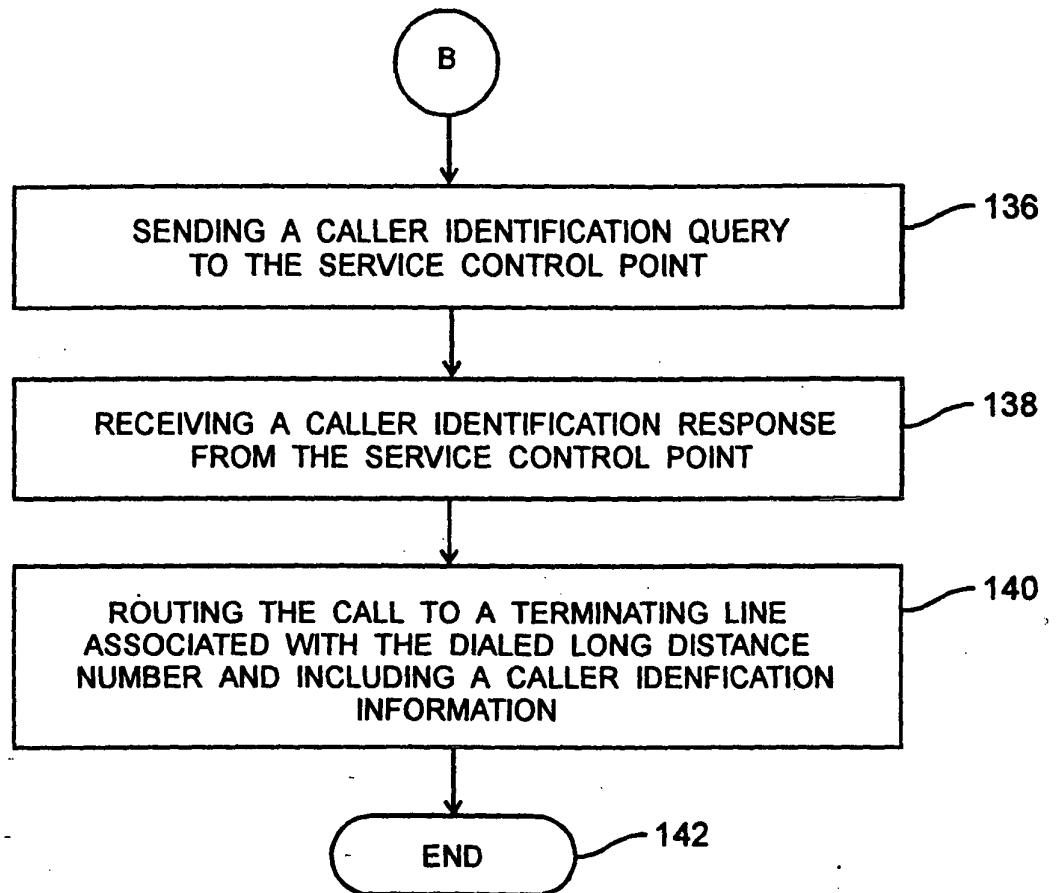 B
SENDING A CALLER IDENTIFICATION QUERY
TO THE SERVICE CONTROL POINT
136
RECEIVING A CALLER IDENTIFICATION RESPONSE
FROM THE SERVICE CONTROL POINT
138
ROUTING THE CALL TO A TERMINATING LINE
ASSOCIATED WITH THE DIALED LONG DISTANCE
NUMBER AND INCLUDING A CALLER IDENFICATION
INFORMATION
140
END
142